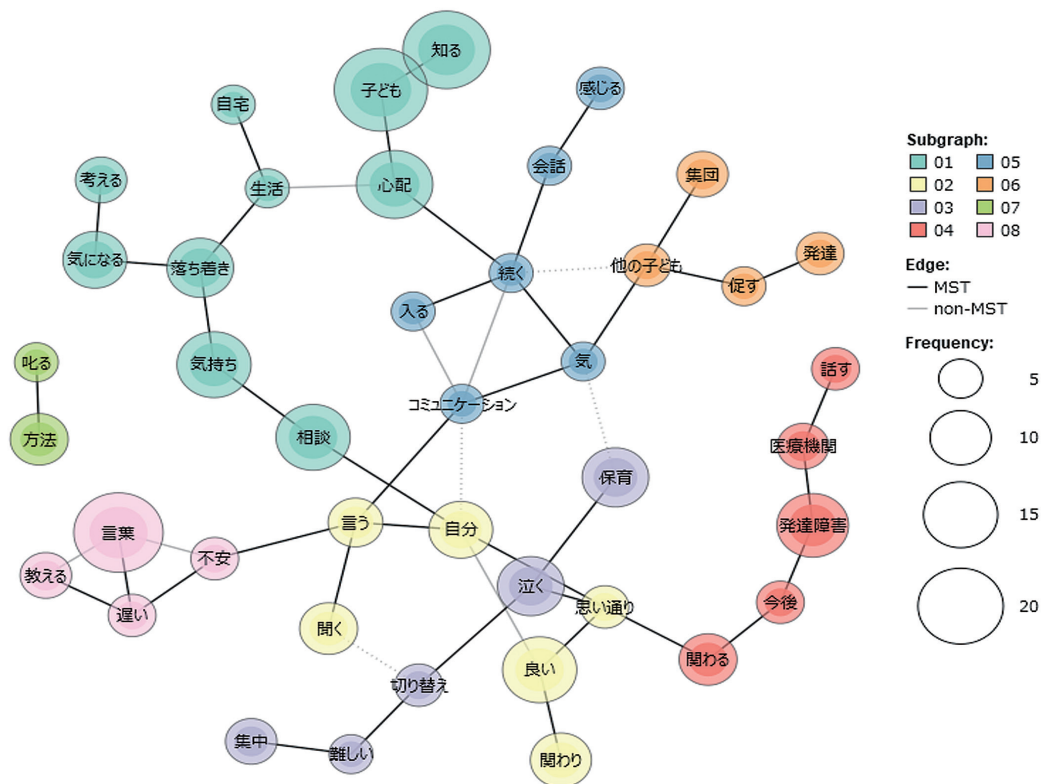 知る
子ども
感じる
自宅
会話
集団
考える
生活
心配
気になる
落ち着き
続く
他の子ども
発達
促す
入る
気持ち
気
叱る
話す
コミュニケーション
方法
相談
医療機関
保育
言葉
言う
自分
発達障害
不安
教える
泣く
遅い
思い通り
今後
聞く
良い
関わる
切り替え
集中
難しい
関わり
Subgraph:
01 05
02 06
03 07
04 08
Edge:
MST
non-MST
Frequency:
5
10
15
20